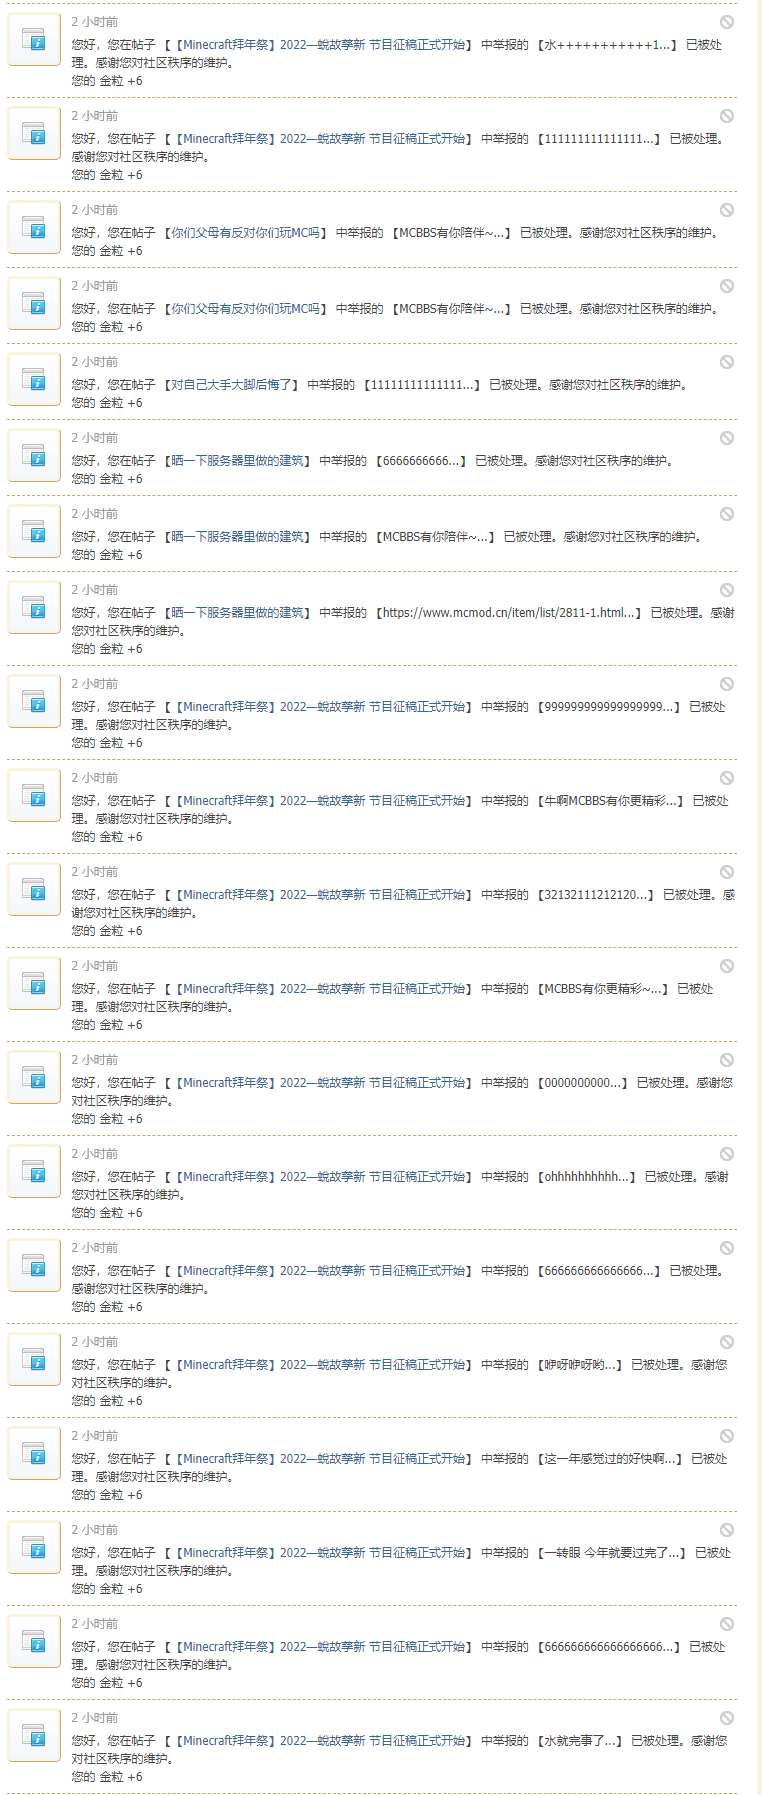 2 小时前
您好，您在帖子 【【Minecraft拜年祭】2022—蜕故孳新 节目征稿正式开始】 中举报的 【水+++++++++++1...】 已被处
理。感谢您对社区秩序的维护。
您的 金粒 +6
2 小时前
您好，您在帖子 【【Minecraft拜年祭】2022—蜕故孳新 节目征稿正式开始】 中举报的 【111111111111111...】 已被处理。
感谢您对社区秩序的维护。
您的 金粒 +6
2 小时前
您好，您在帖子 【你们父母有反对你们玩MC吗】 中举报的 【MCBBS有你陪伴~...】 已被处理。感谢您对社区秩序的维护。
您的 金粒 +6
2 小时前
您好，您在帖子 【你们父母有反对你们玩MC吗】 中举报的 【MCBBS有你陪伴~...】 已被处理。感谢您对社区秩序的维护。
您的 金粒 +6
2 小时前
您好，您在帖子 【对自己大手大脚后悔了】 中举报的 【11111111111111...】 已被处理。感谢您对社区秩序的维护。
您的 金粒 +6
2 小时前
您好，您在帖子 【晒一下服务器里做的建筑】 中举报的 【6666666666...】 已被处理。感谢您对社区秩序的维护。
您的 金粒 +6
2 小时前
您好，您在帖子 【晒一下服务器里做的建筑】 中举报的 【MCBBS有你陪伴~...】 已被处理。感谢您对社区秩序的维护。
您的 金粒 +6
2 小时前
您好，您在帖子 【晒一下服务器里做的建筑】 中举报的 【https://www.mcmod.cn/item/list/2811-1.html...】 已被处理。感谢
您对社区秩序的维护。
您的 金粒 +6
2 小时前
您好，您在帖子 【【Minecraft拜年祭】2022—蜕故孳新 节目征稿正式开始】 中举报的 【999999999999999999...】 已被处
理。感谢您对社区秩序的维护。
您的 金粒 +6
2 小时前
您好，您在帖子 【【Minecraft拜年祭】2022—蜕故孳新 节目征稿正式开始】 中举报的 【牛啊MCBBS有你更精彩...】 已被处
理。感谢您对社区秩序的维护。
您的 金粒 +6
2 小时前
您好，您在帖子 【【Minecraft拜年祭】2022—蜕故孳新 节目征稿正式开始】 中举报的 【32132111212120...】 已被处理。感
谢您对社区秩序的维护。
您的 金粒 +6
2 小时前
您好，您在帖子 【【Minecraft拜年祭】2022—蜕故孳新 节目征稿正式开始】 中举报的 【MCBBS有你更精彩~...】 已被处
理。感谢您对社区秩序的维护。
您的 金粒 +6
2 小时前
您好，您在帖子 【【Minecraft拜年祭】2022—蜕故孳新 节目征稿正式开始】 中举报的 【0000000000...】 已被处理。感谢您
对社区秩序的维护。
您的 金粒 +6
2 小时前
您好，您在帖子 【【Minecraft拜年祭】2022—蜕故孳新 节目征稿正式开始】 中举报的 【ohhhhhhhhhh...】 已被处理。感谢
您对社区秩序的维护。
您的 金粒 +6
2 小时前
您好，您在帖子 【【Minecraft拜年祭】2022—蜕故孳新 节目征稿正式开始】 中举报的 【666666666666666...】 已被处理。
感谢您对社区秩序的维护。
您的 金粒 +6
2 小时前
您好，您在帖子 【【Minecraft拜年祭】2022—蜕故孳新 节目征稿正式开始】 中举报的 【咿呀咿呀哟...】 已被处理。感谢您
对社区秩序的维护。
您的 金粒 +6
2 小时前
您好，您在帖子 【【Minecraft拜年祭】2022—蜕故孳新 节目征稿正式开始】 中举报的 【这一年感觉过的好快啊...】 已被处
理。感谢您对社区秩序的维护。
您的 金粒 +6
2 小时前
您好，您在帖子 【【Minecraft拜年祭】2022—蜕故孳新 节目征稿正式开始】 中举报的 【一转眼 今年就要过完了...】 已被处
理。感谢您对社区秩序的维护。
您的 金粒 +6
2 小时前
您好，您在帖子 【【Minecraft拜年祭】2022—蜕故孳新 节目征稿正式开始】 中举报的 【666666666666666666...】 已被处
理。感谢您对社区秩序的维护。
您的 金粒 +6
2 小时前
您好，您在帖子 【【Minecraft拜年祭】2022—蜕故孳新 节目征稿正式开始】 中举报的 【水就完事了...】 已被处理。感谢您
对社区秩序的维护。
您的 金粒 +6